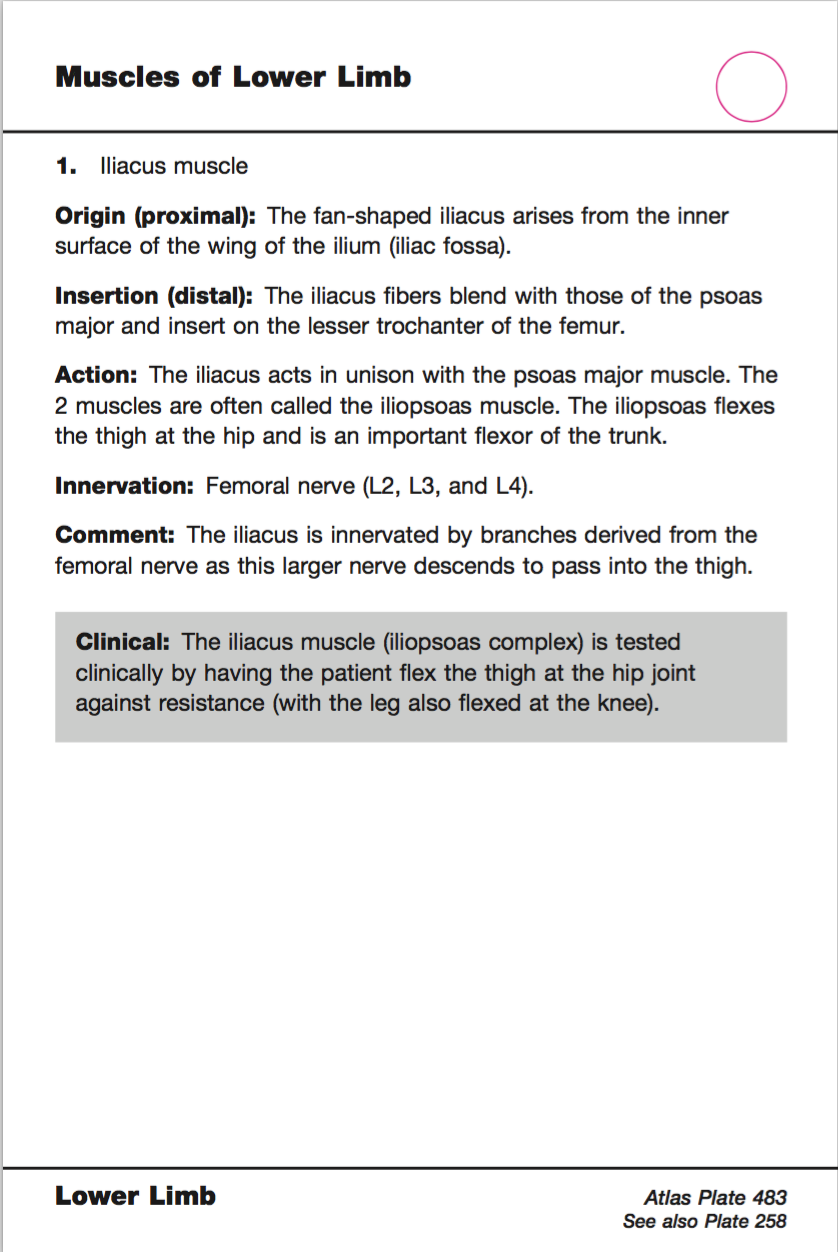 Muscles of Lower Limb
1. Iliacus muscle
Origin (proximal): The fan-shaped iliacus arises from the inner
surface of the wing of the ilium (iliac fossa).
Insertion (distal): The iliacus fibers blend with those of the psoas
major and insert on the lesser trochanter of the femur.
Action: The iliacus acts in unison with the psoas major muscle. The
2 muscles are often called the iliopsoas muscle. The iliopsoas flexes
the thigh at the hip and is an important flexor of the trunk.
Innervation: Femoral nerve (L2, L3, and L4).
Comment: The iliacus is innervated by branches derived from the
femoral nerve as this larger nerve descends to pass into the thigh.
Clinical: The iliacus muscle (iliopsoas complex) is tested
clinically by having the patient flex the thigh at the hip joint
against resistance (with the leg also flexed at the knee).
Lower Limb
Atlas Plate 483
See also Plate 258